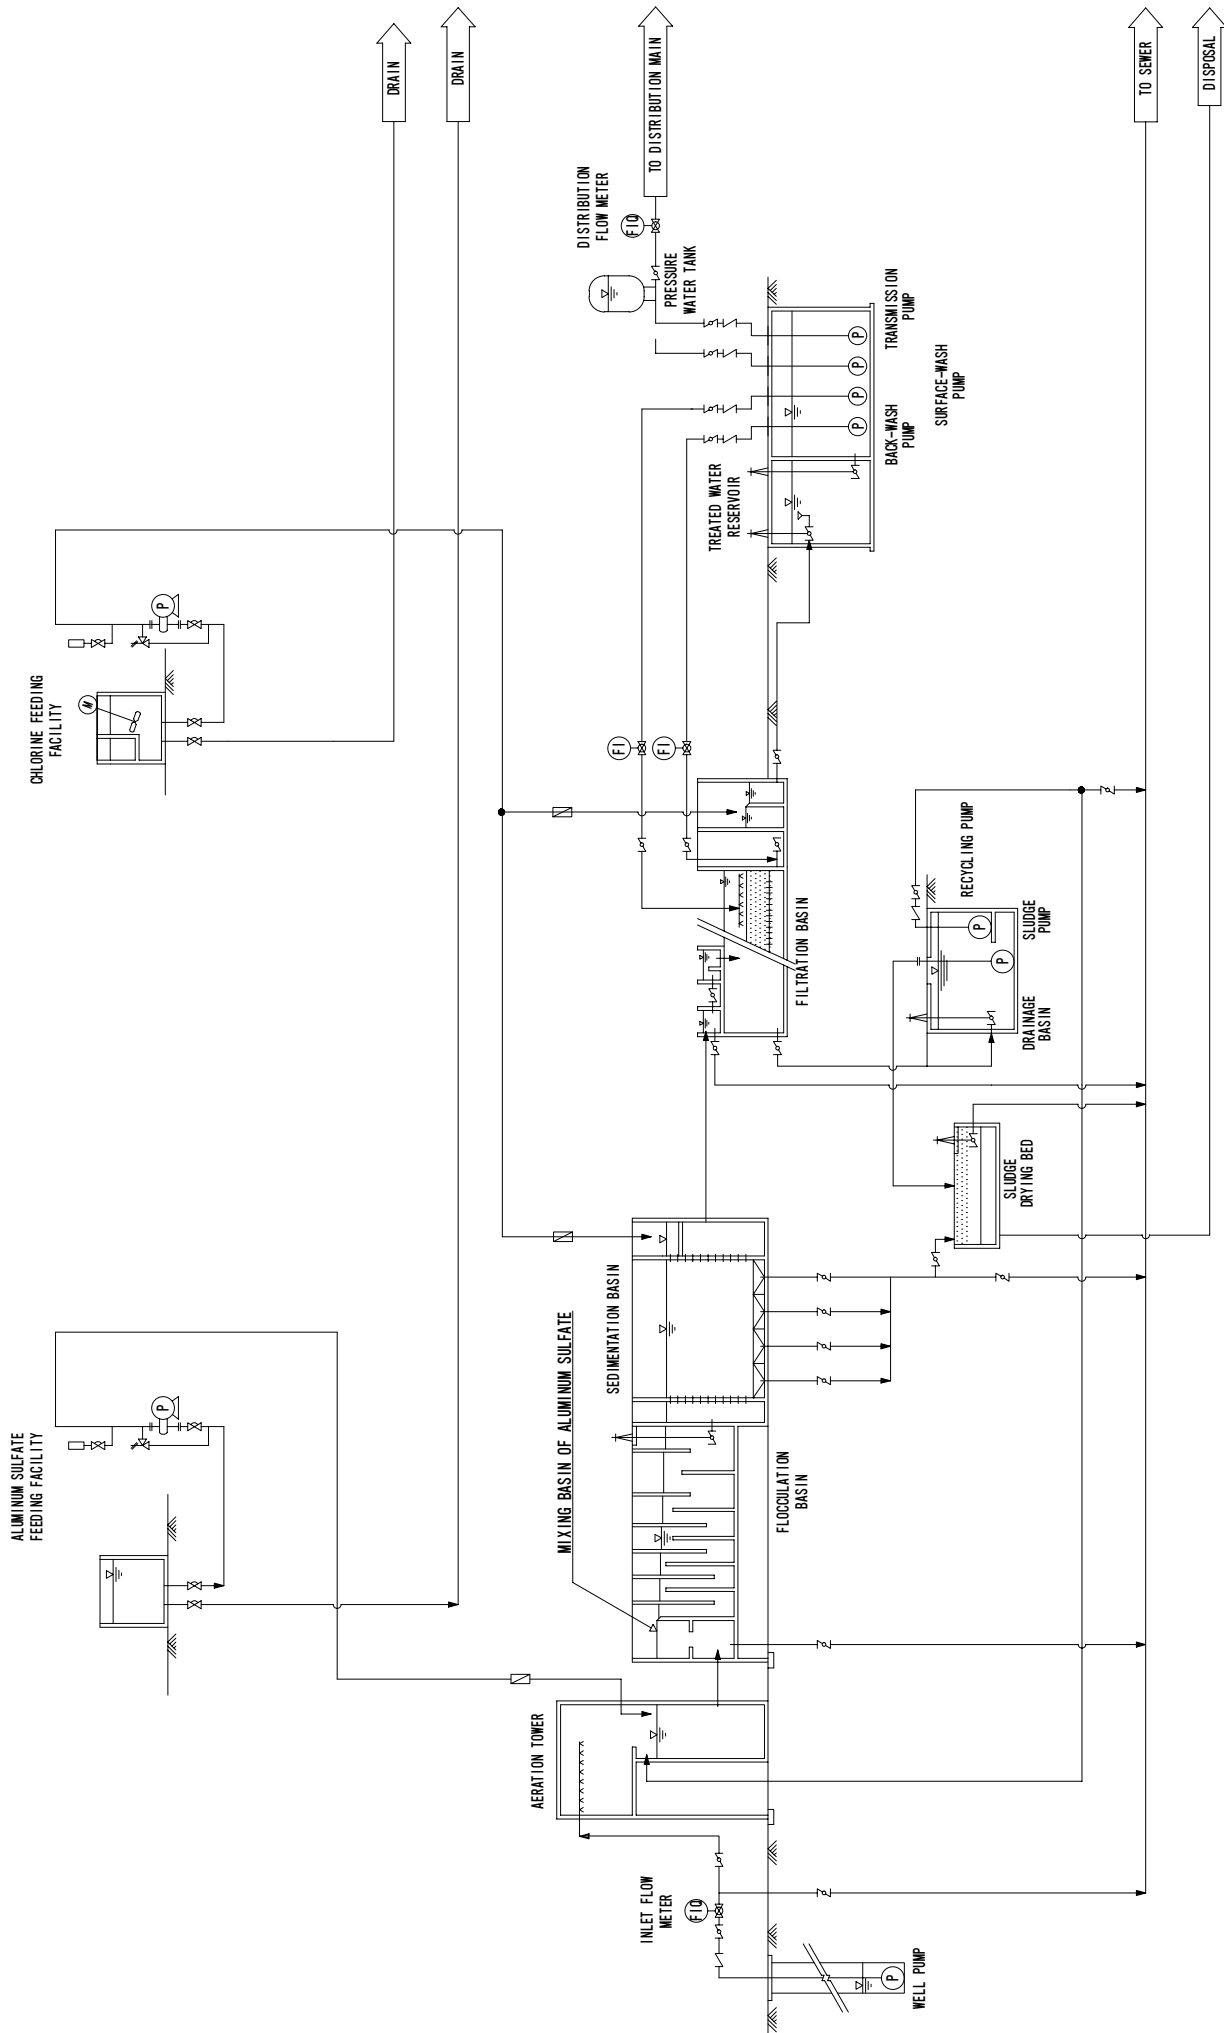 ALUMINUM SULFATE
FEEDING FACILITY
P
CHLORINE FEEDING
FACILITY
M
P
DRAIN
DRAIN
WELL PUMP
P
INLET FLOW
METER
FIQ
AERATION TOWER
MIXING BASIN OF ALUMINUM SULFATE
FLOCCULATION
BASIN
SEDIMENTATION BASIN
SLUDGE
DRYING BED
FILTRATION BASIN
FI
FI
DRAINAGE
BASIN
SLUDGE
PUMP
RECYCLING PUMP
P
P
TREATED WATER
RESERVOIR
BACK-WASH
PUMP
SURFACE-WASH
PUMP
TRANSMISSION
PUMP
P
P
P
P
PRESSURE
WATER TANK
DISTRIBUTION
FLOW METER
FIQ
TO DISTRIBUTION MAIN
TO SEWER
DISPOSAL